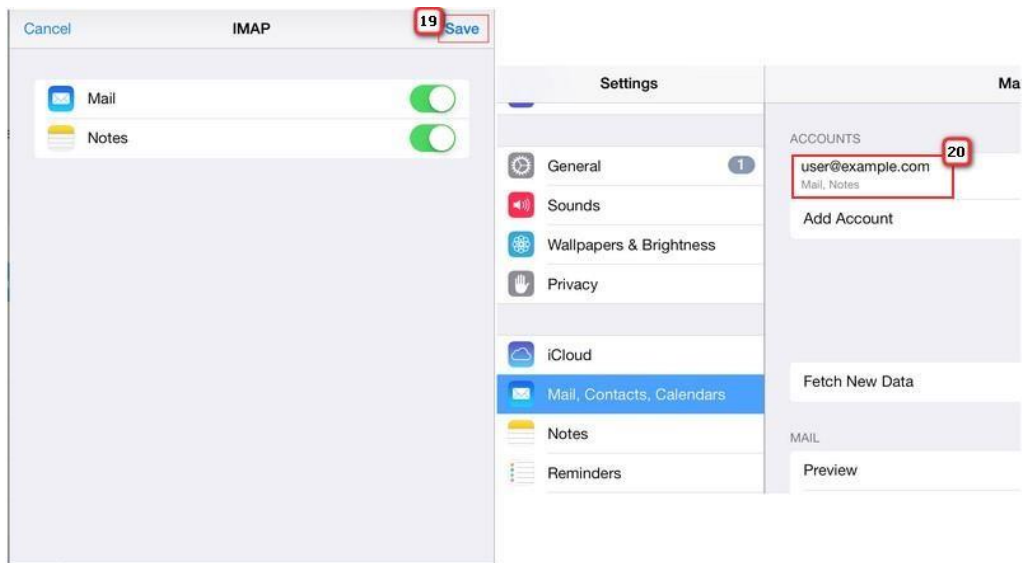 Cancel IMAP 19 Save
Mail
Notes
Settings
General 1
Sounds
Wallpapers & Brightness
Privacy
iCloud
Mail, Contacts, Calendars
Notes
Reminders
Ma
ACCOUNTS
20
user@example.com
Mail, Notes
Add Account
Fetch New Data
MAIL
Preview